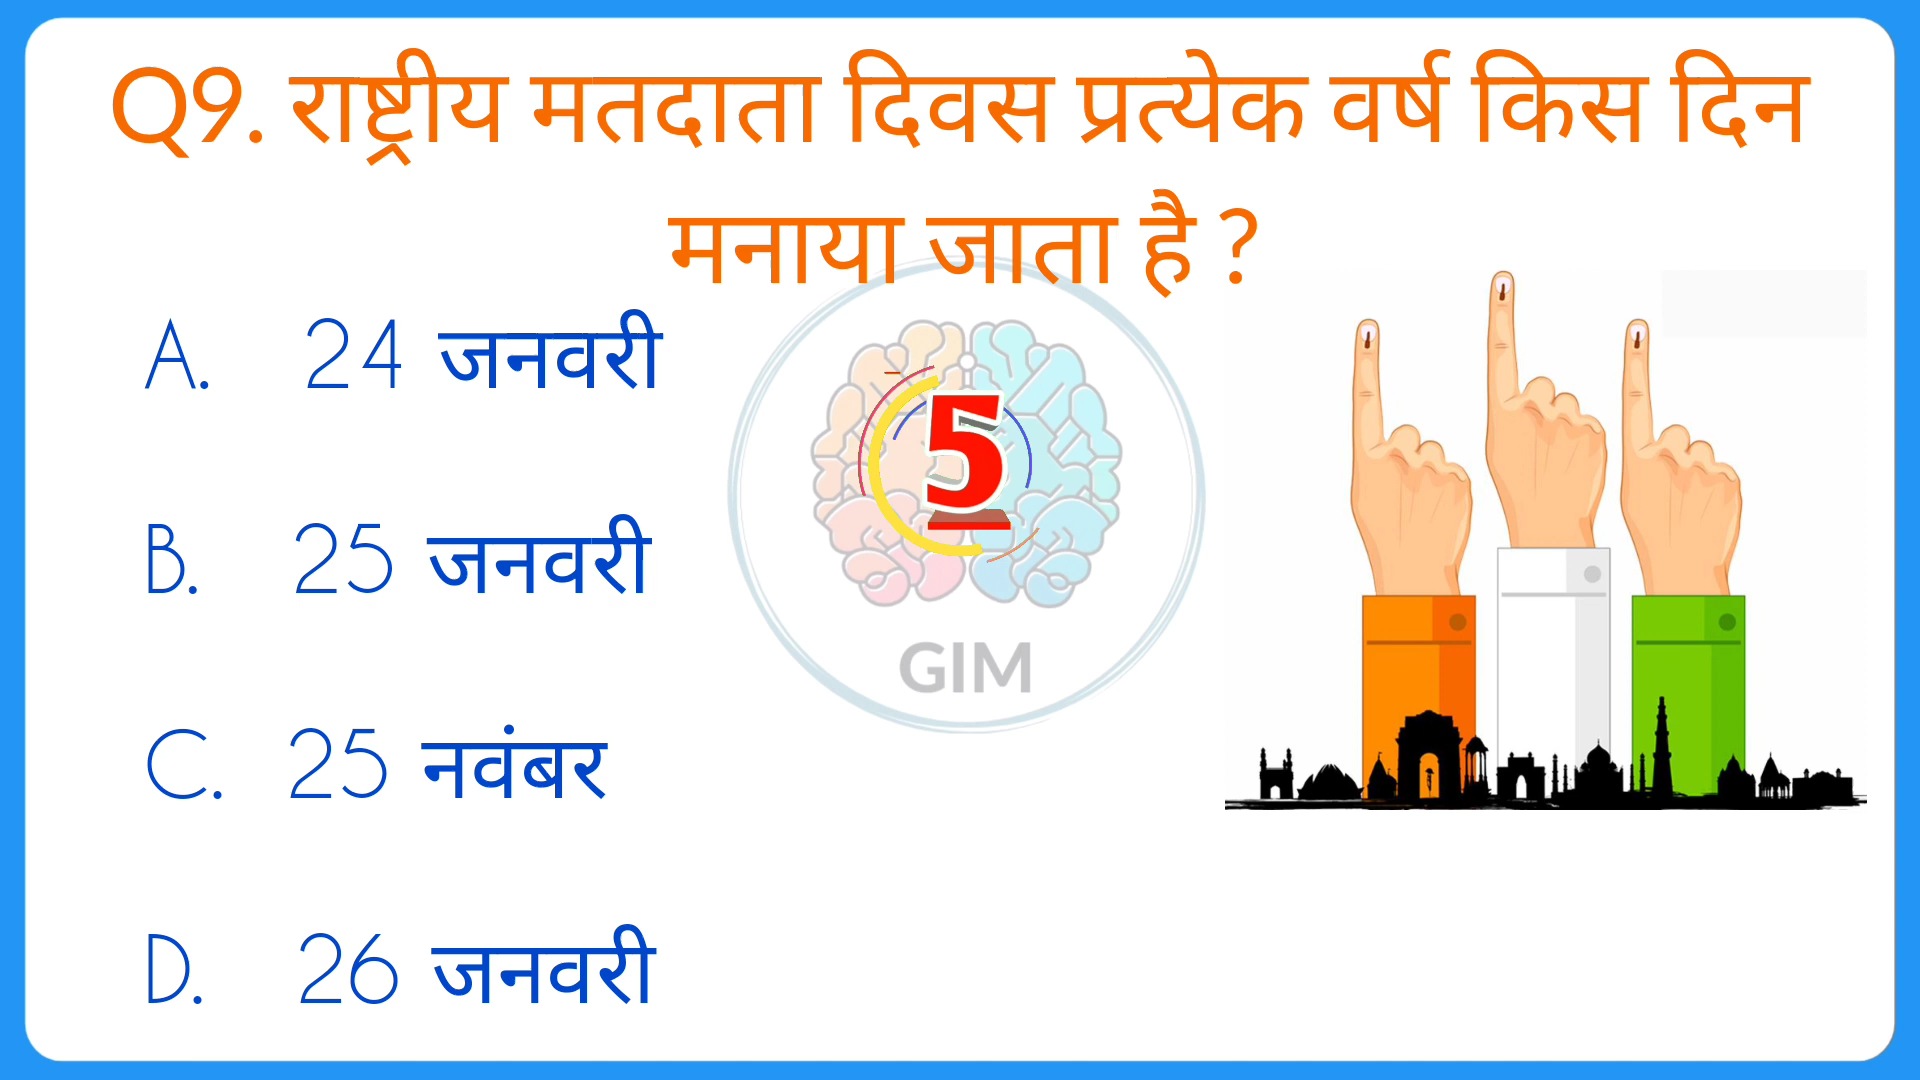 Q9. राष्ट्रीय मतदाता दिवस प्रत्येक वर्ष किस दिन
मनाया जाता है ?
A. 24 जनवरी
B. 25 जनवरी
C. 25 नवंबर
D. 26 जनवरी
5
GIM